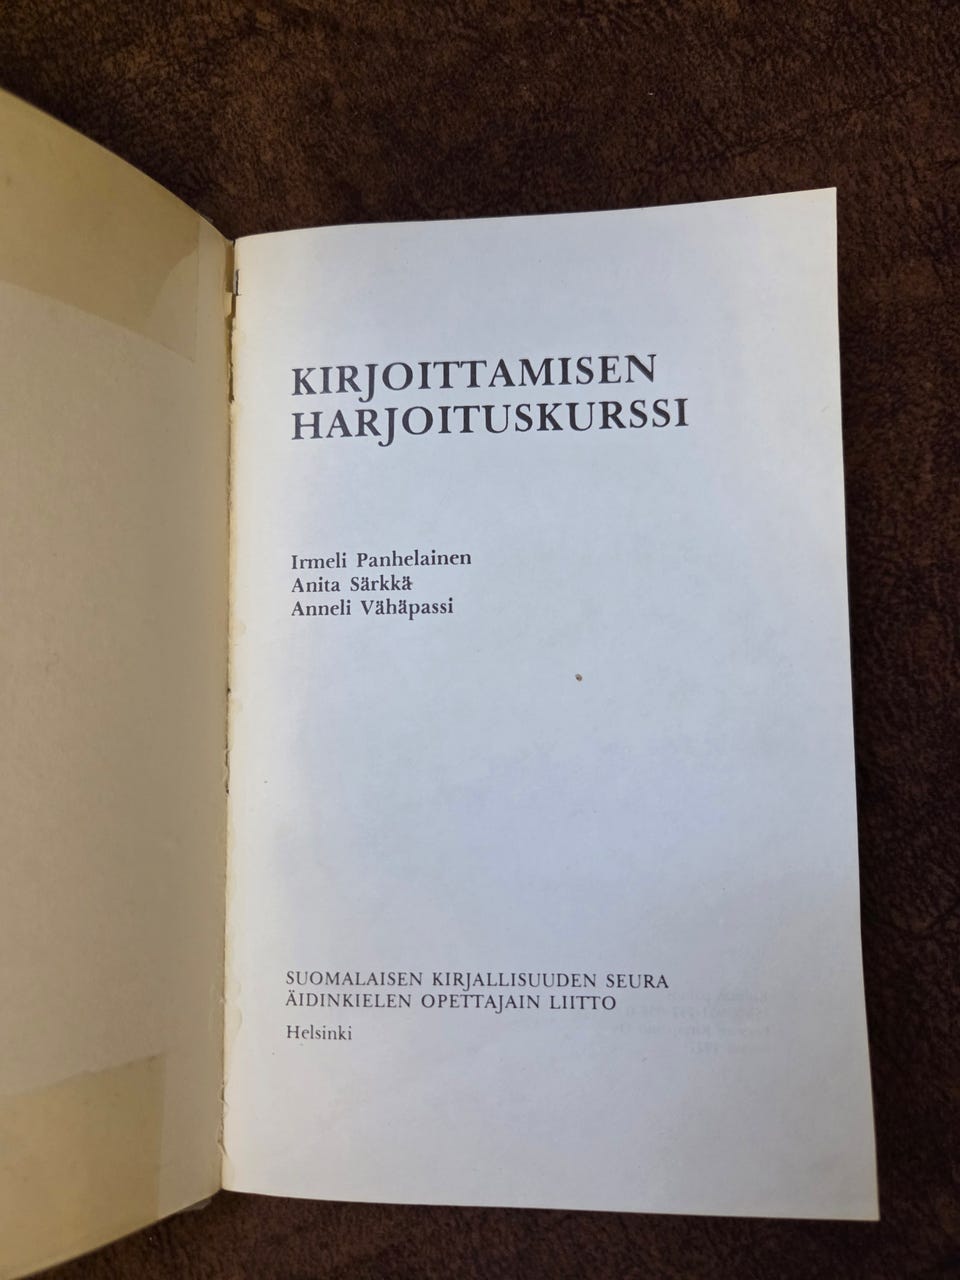 KIRJOITTAMISEN
HARJOITUSKURSSI
Irmeli Panhelainen
Anita Särkkä
Anneli Vähäpassi
SUOMALAISEN KIRJALLISUUDEN SEURA
ÄIDINKIELEN OPETTAJAIN LIITTO
Helsinki